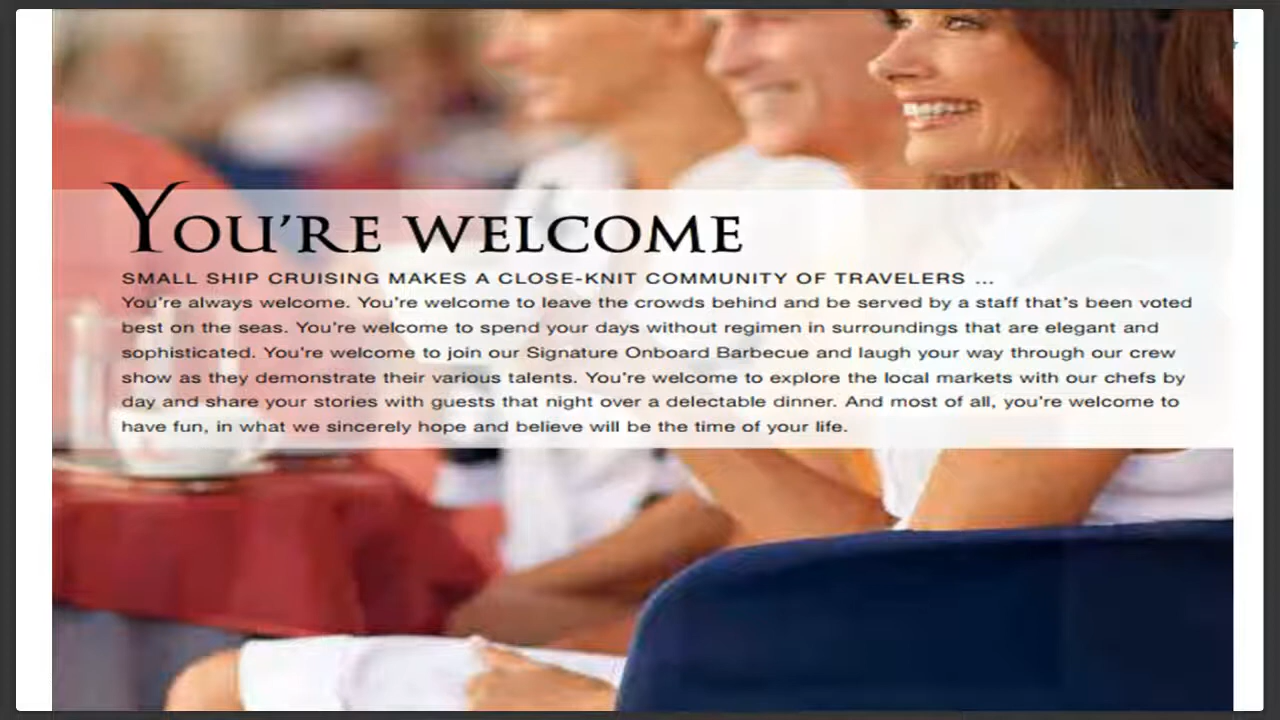 YOU'RE WELCOME
SMALL SHIP CRUISING MAKES A CLOSE-KNIT COMMUNITY OF TRAVELERS ...
You're always welcome. You're welcome to leave the crowds behind and be served by a staff that's been voted
best on the seas. You're welcome to spend your days without regimen in surroundings that are elegant and
sophisticated. You're welcome to join our Signature Onboard Barbecue and laugh your way through our crew
show as they demonstrate their various talents. You're welcome to explore the local markets with our chefs by
day and share your stories with guests that night over a delectable dinner. And most of all, you're welcome to
have fun, in what we sincerely hope and believe will be the time of your life.